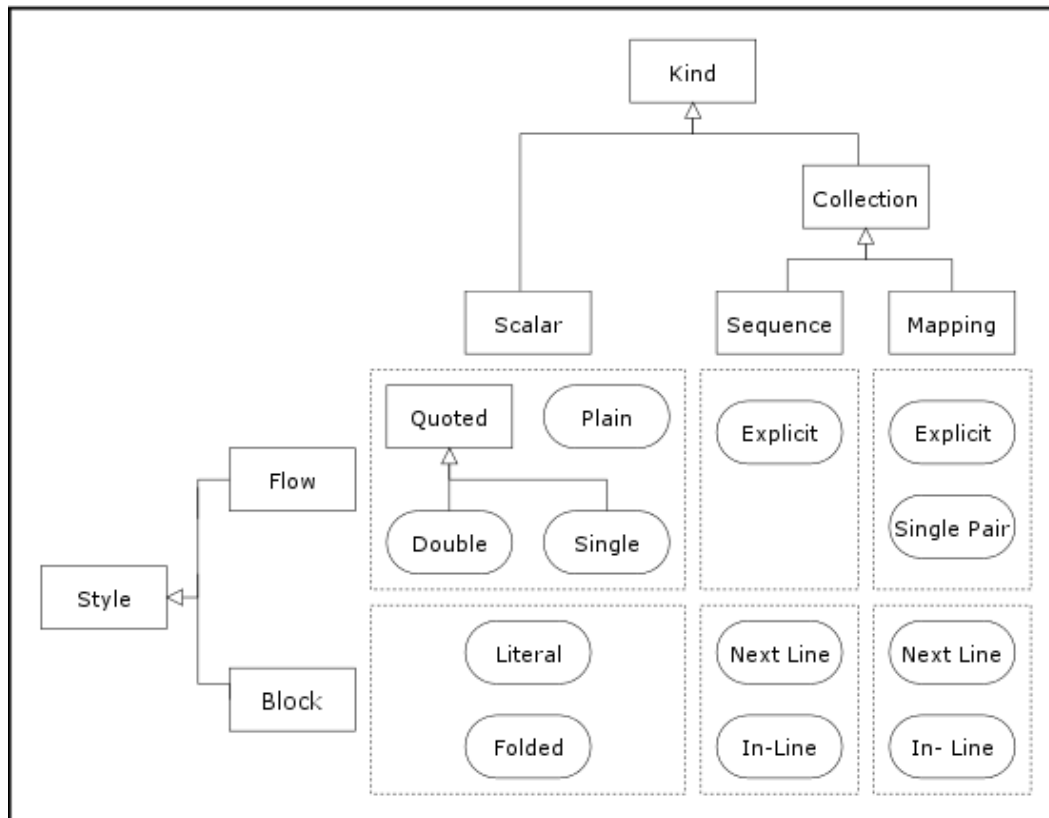 Kind
Collection
Scalar
Sequence
Mapping
Quoted
Plain
Explicit
Explicit
Flow
Double
Single
Single Pair
Style
Literal
Next Line
Next Line
Block
Folded
In-Line
In- Line